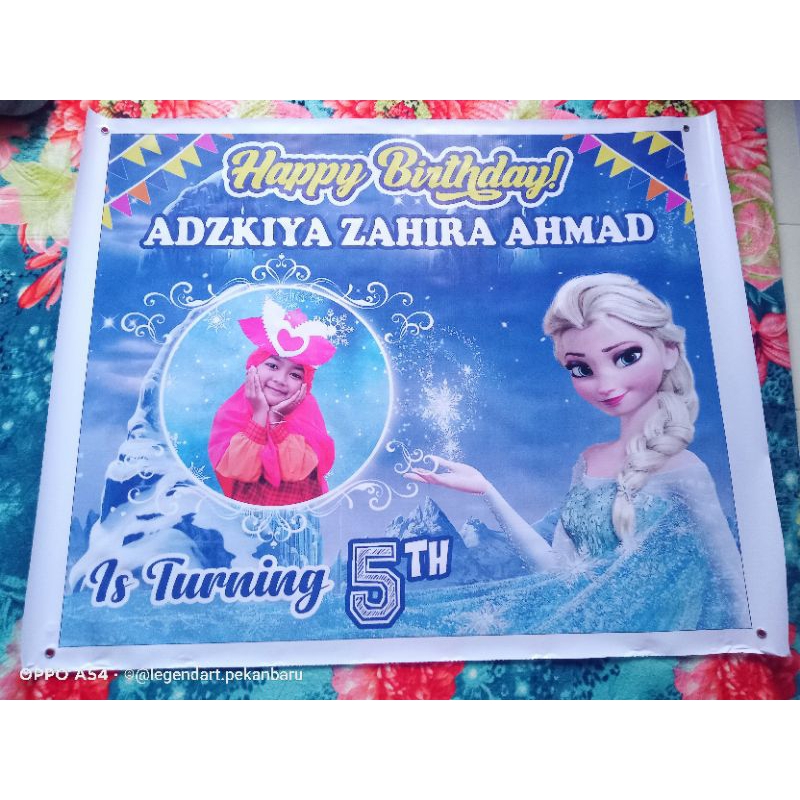 Happy Birthday!
ADZKIYA ZAHIRA AHMAD
Is Turning 5TH
OPPO A54 · ©@legendart.pekanbaru